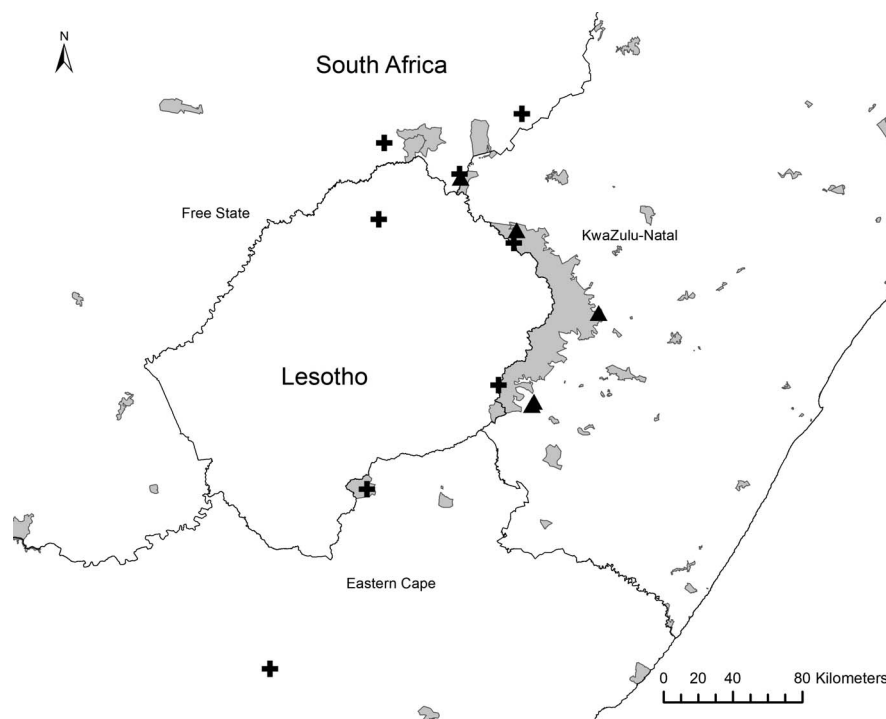 N
South Africa
Free State
KwaZulu-Natal
Lesotho
Eastern Cape
0 20 40 80 Kilometers